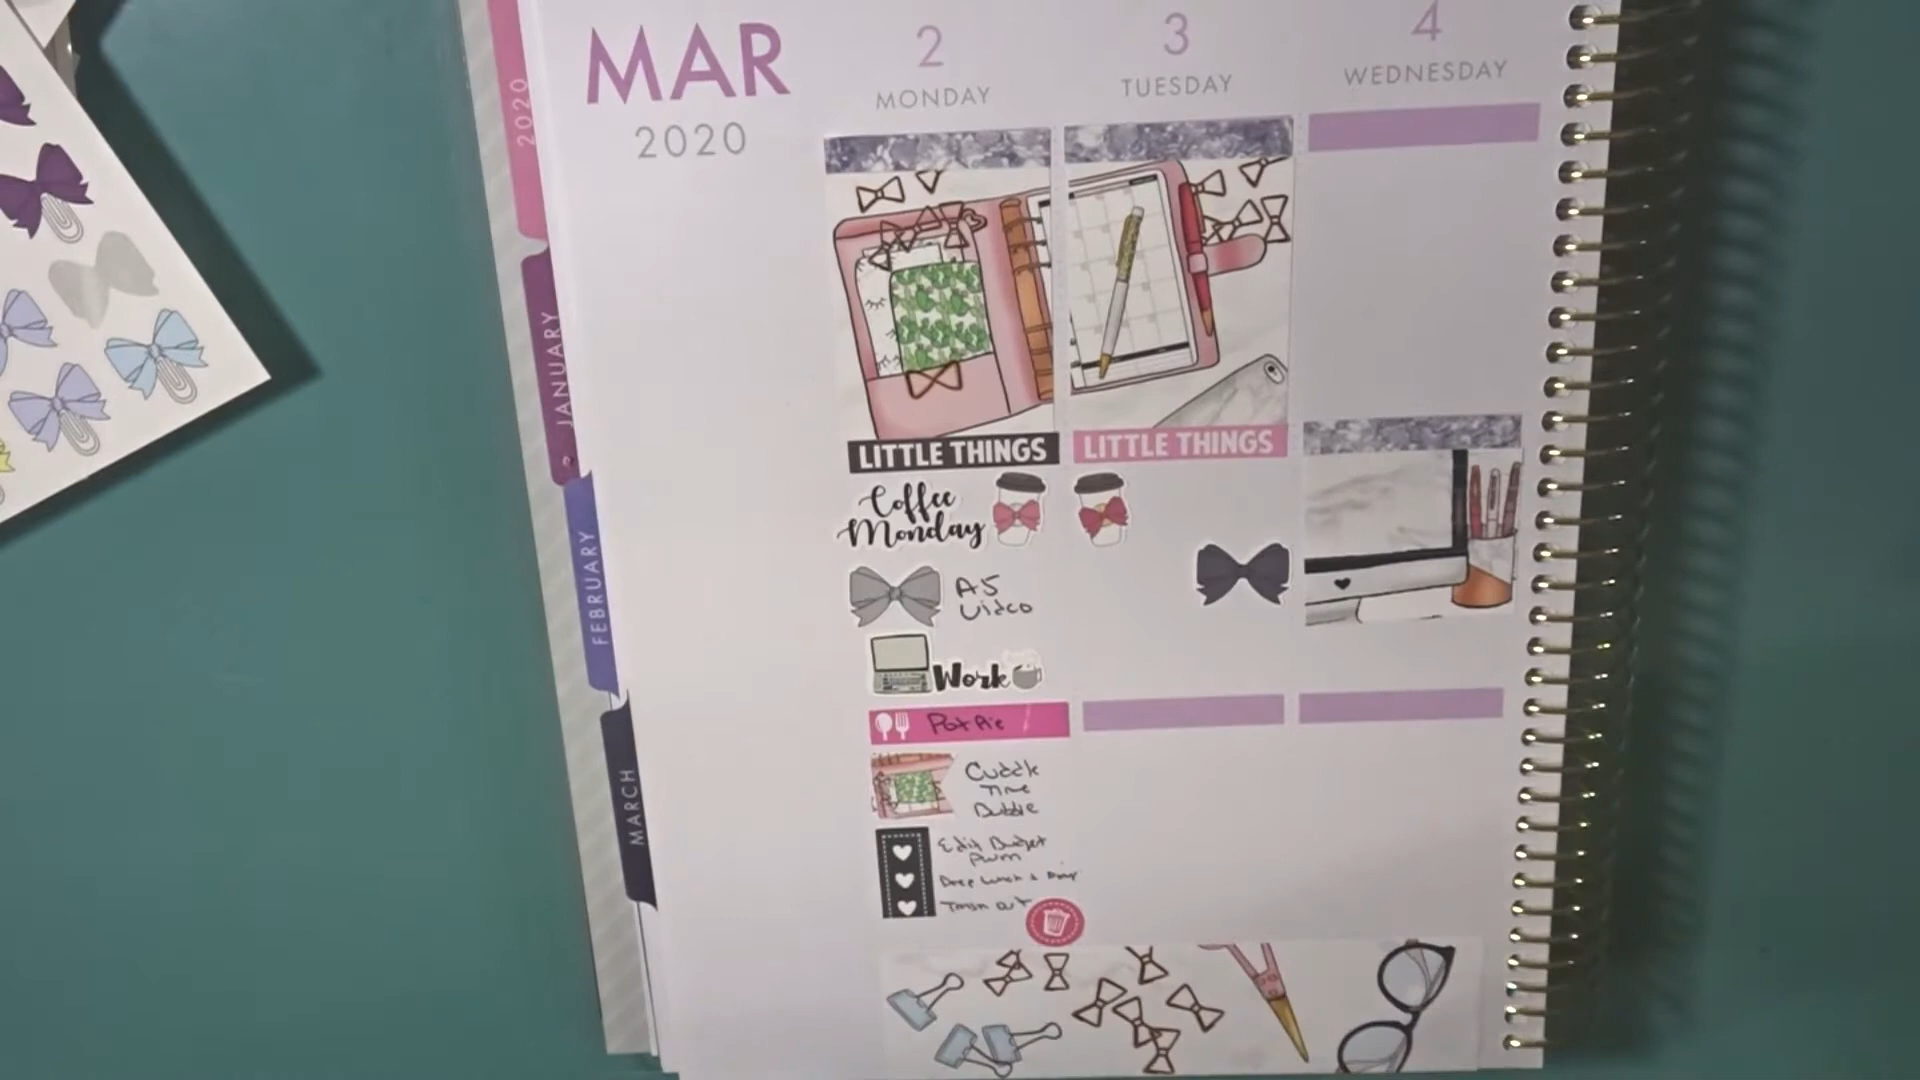 MAR
2020
2
MONDAY
3
TUESDAY
4
WEDNESDAY
2020
JANUARY
FEBRUARY
MARCH
LITTLE THINGS
LITTLE THINGS
Coffee
Monday
A5
Video
Work
Pot Pie
Cuddle
Time
Bubble
Edit Budget
Trash out